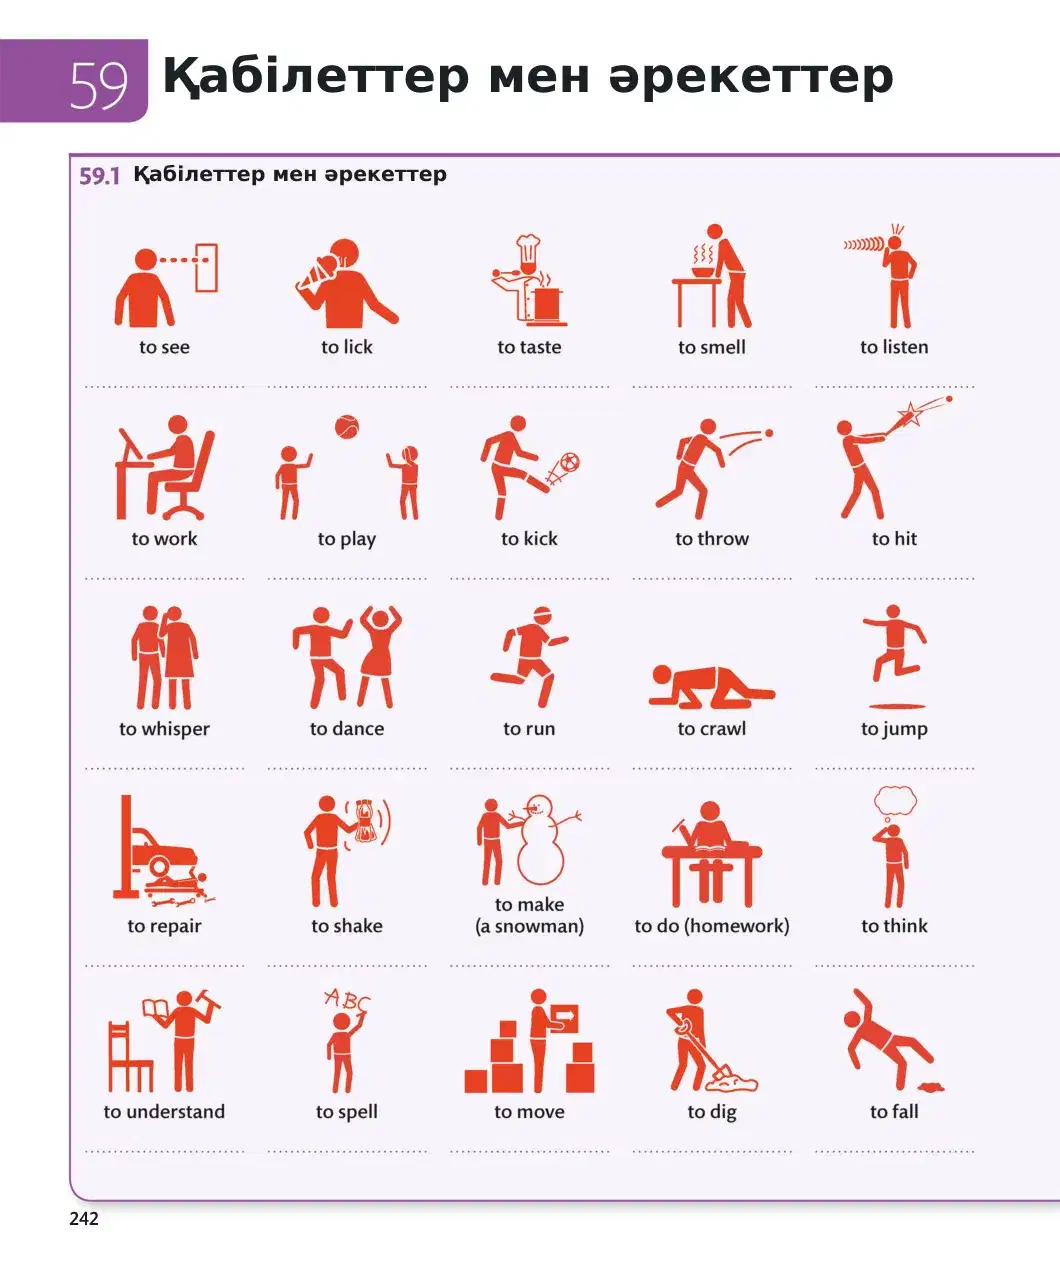 59
Қабілеттер мен әрекеттер
59.1 Қабілеттер мен әрекеттер
to see
to lick
to taste
to smell
to listen
to work
to play
to kick
to throw
to hit
to whisper
to dance
to run
to crawl
to jump
to repair
to shake
to make
(a snowman)
to do (homework)
to think
ABC
to understand
to spell
to move
to dig
to fall
242